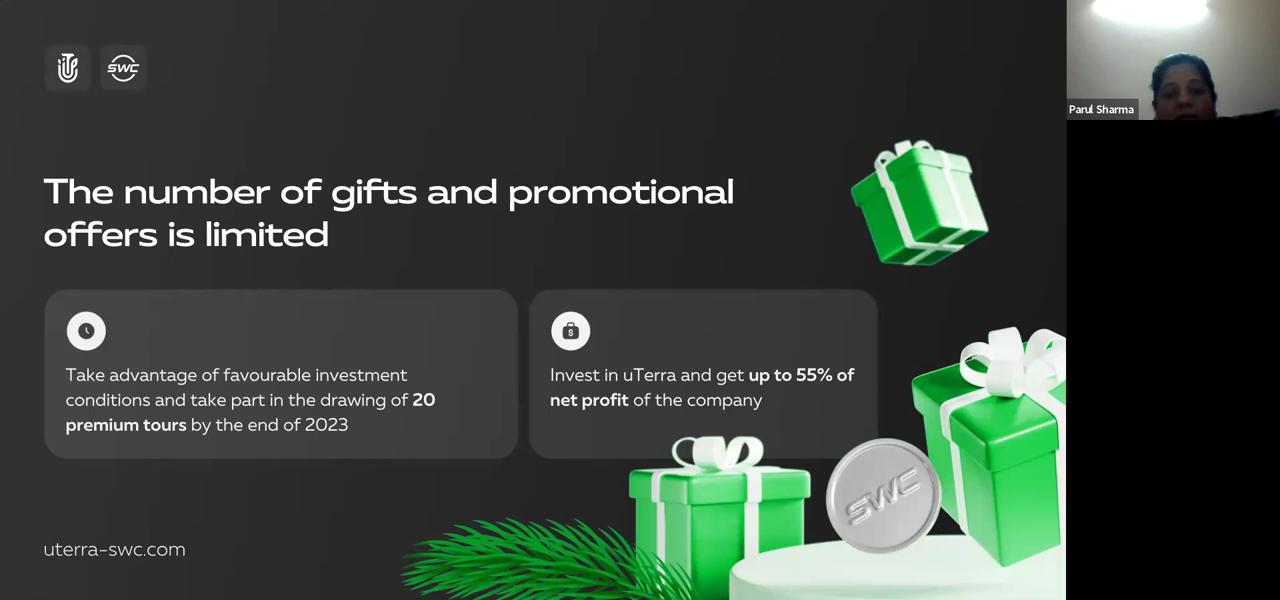 SWC
The number of gifts and promotional
offers is limited
Take advantage of favourable investment
conditions and take part in the drawing of 20
premium tours by the end of 2023
Invest in uTerra and get up to 55% of
net profit of the company
SWC
uterra-swc.com
Parul Sharma